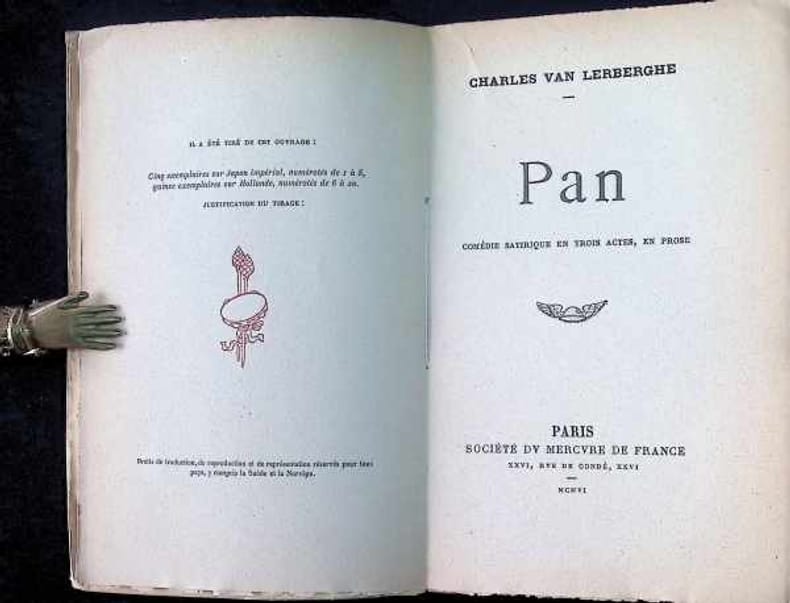 IL A ÉTÉ TIRÉ DE CET OUVRAGE :
Cinq exemplaires sur Japon impérial, numérotés de 1 à 5,
quinze exemplaires sur Hollande, numérotés de 6 à 20.
JUSTIFICATION DU TIRAGE :
Droits de traduction, de reproduction et de représentation réservés pour tous
pays, y compris la Suède et la Norvège.
CHARLES VAN LERBERGHE
Pan
COMÉDIE SATIRIQUE EN TROIS ACTES, EN PROSE
PARIS
SOCIÉTÉ DV MERCVRE DE FRANCE
XXVI, RVE DE CONDÉ, XXVI
MCMVI